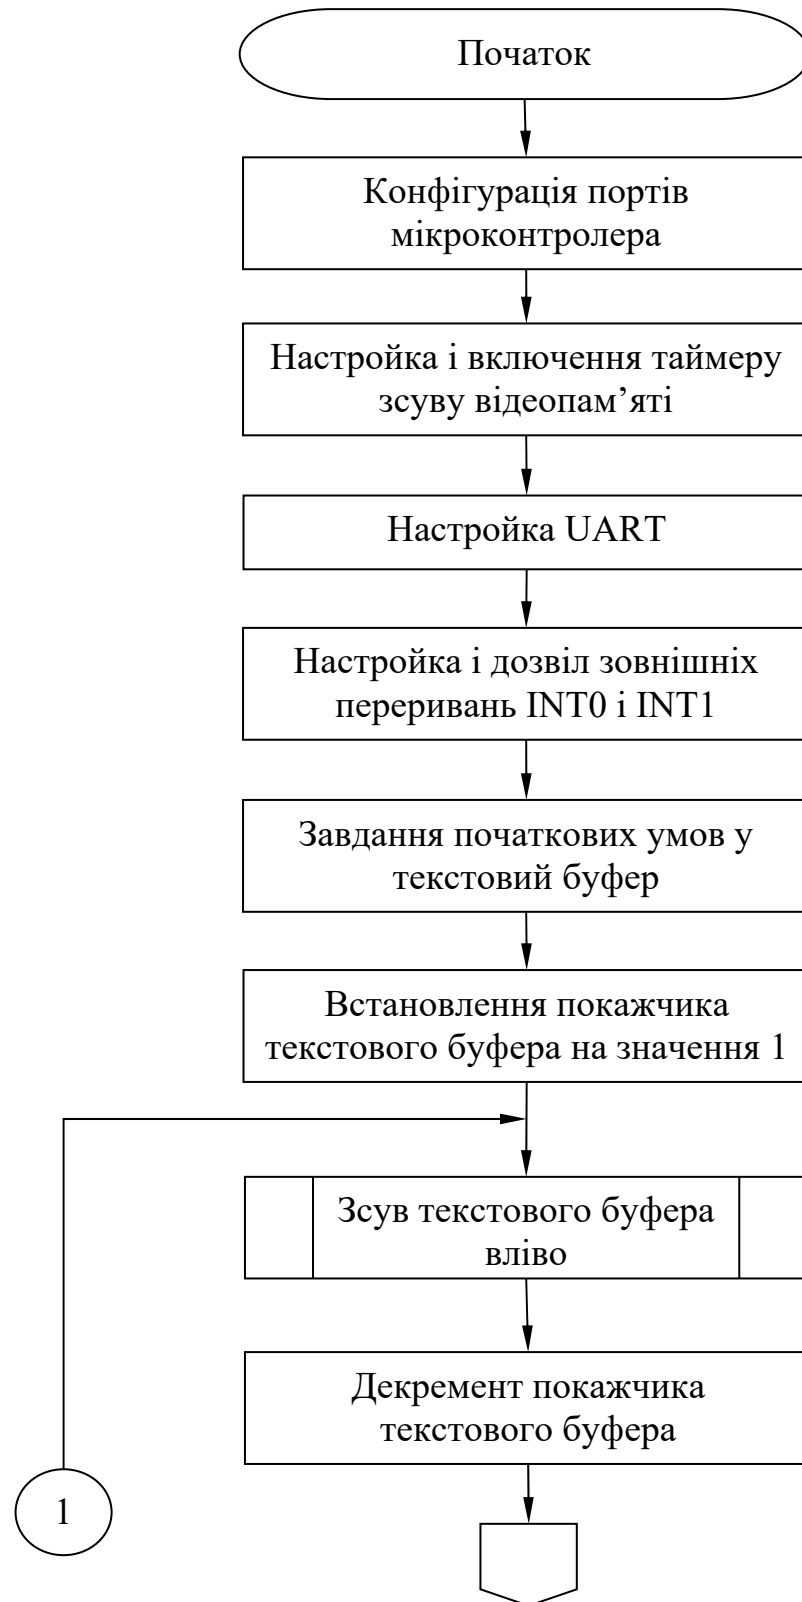 Початок
Конфігурація портів
мікроконтролера
Настройка і включення таймеру
зсуву відеопам’яті
Настройка UART
Настройка і дозвіл зовнішніх
переривань INT0 і INT1
Завдання початкових умов у
текстовий буфер
Встановлення покажчика
текстового буфера на значення 1
Зсув текстового буфера
вліво
Декремент покажчика
текстового буфера
1